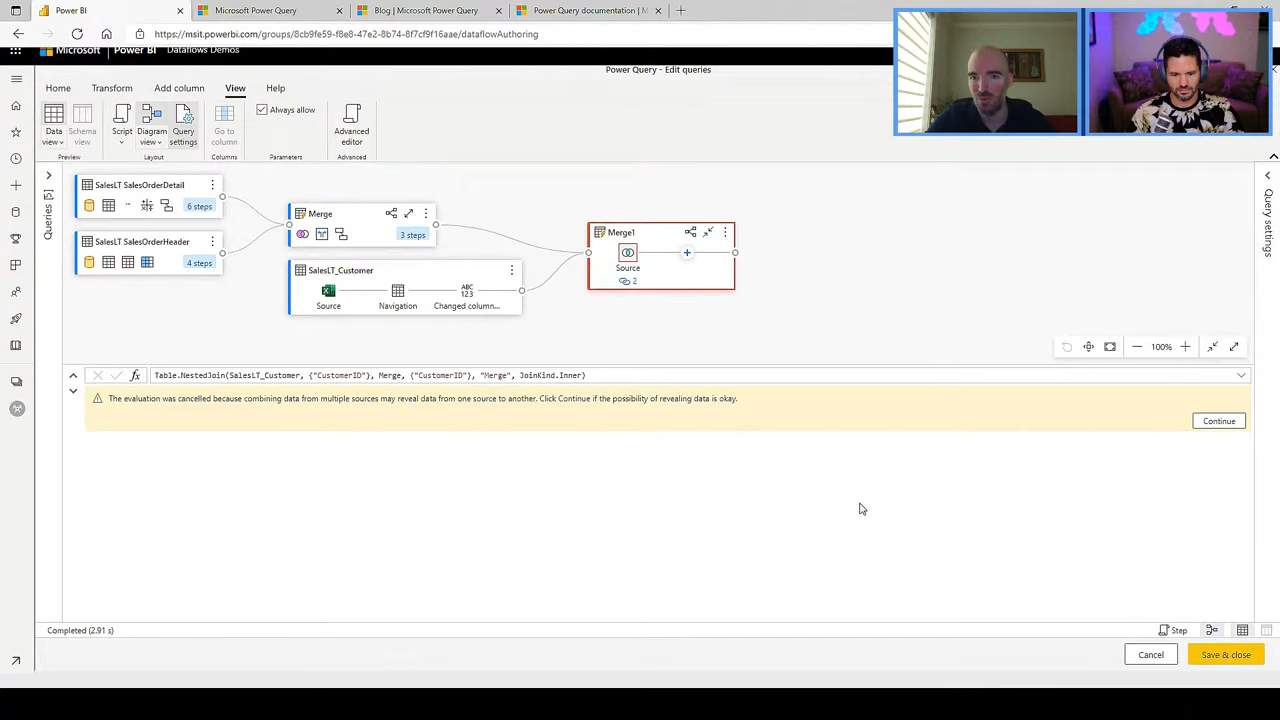 Power BI
Microsoft Power Query
Blog | Microsoft Power Query
Power Query documentation | M
https://msit.powerbi.com/groups/8cb9fe59-f8e8-47e2-8b74-8f7cf9f16aae/dataflowAuthoring
Microsoft Power BI Dataflows Demos
Power Query - Edit queries
Home Transform Add column View Help
Data view
Schema view
Script
Diagram view
Query settings
Go to column
Always allow
Advanced editor
Preview Layout Columns Parameters Advanced
Queries [5]
SalesLT SalesOrderDetail
6 steps
SalesLT SalesOrderHeader
4 steps
Merge
3 steps
SalesLT_Customer
ABC
123
Source Navigation Changed column...
Merge1
Source
2
Query settings
100%
fx Table.NestedJoin(SalesLT_Customer, {"CustomerID"}, Merge, {"CustomerID"}, "Merge", JoinKind.Inner)
The evaluation was cancelled because combining data from multiple sources may reveal data from one source to another. Click Continue if the possibility of revealing data is okay.
Continue
Completed (2.91 s)
Step
Cancel Save & close